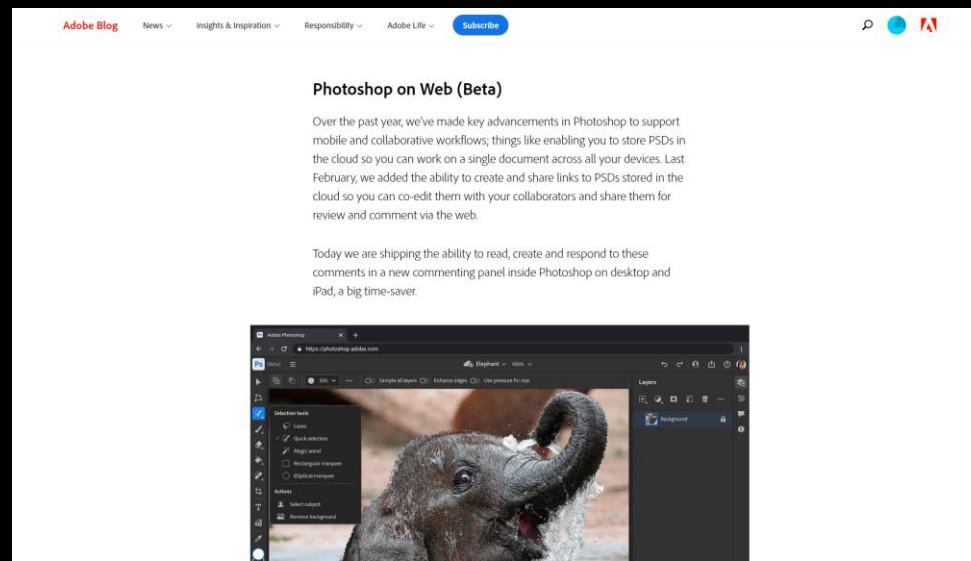 Adobe Blog News Insights & Inspiration Responsibility Adobe Life Subscribe
Photoshop on Web (Beta)
Over the past year, we've made key advancements in Photoshop to support
mobile and collaborative workflows; things like enabling you to store PSDs in
the cloud so you can work on a single document across all your devices. Last
February, we added the ability to create and share links to PSDs stored in the
cloud so you can co-edit them with your collaborators and share them for
review and comment via the web.
Today we are shipping the ability to read, create and respond to these
comments in a new commenting panel inside Photoshop on desktop and
iPad, a big time-saver.
Adobe Photoshop
https://photoshop.adobe.com
Ps (Beta) Elephant 100%
300 Sample all layers Enhance edges Use pressure for size
Layers
Background
Selection tools
Lasso
Quick selection
Magic wand
Rectangular marquee
Elliptical marquee
Actions
Select subject
Remove background